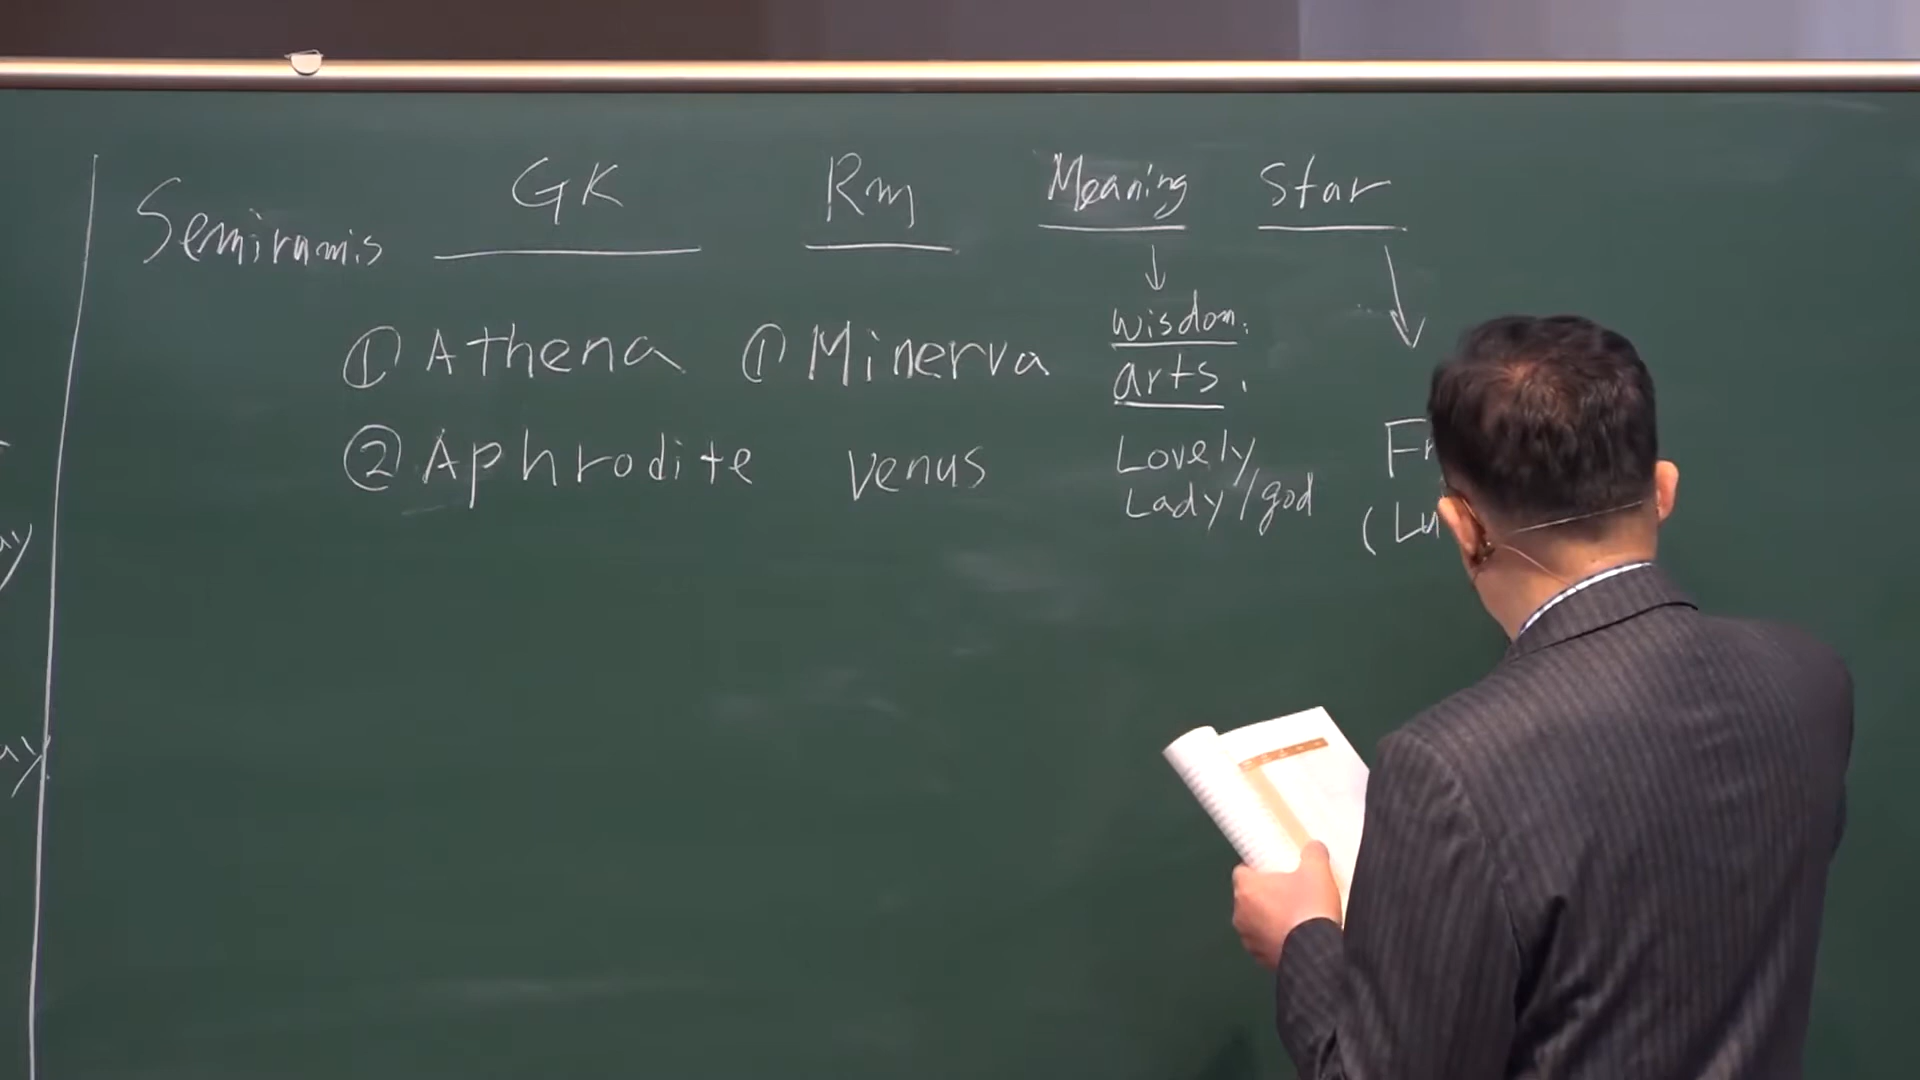 Semiramis GK Rm Meaning Star
① Athena ① Minerva wisdom.
arts.
② Aphrodite venus Lovely
Lady/god